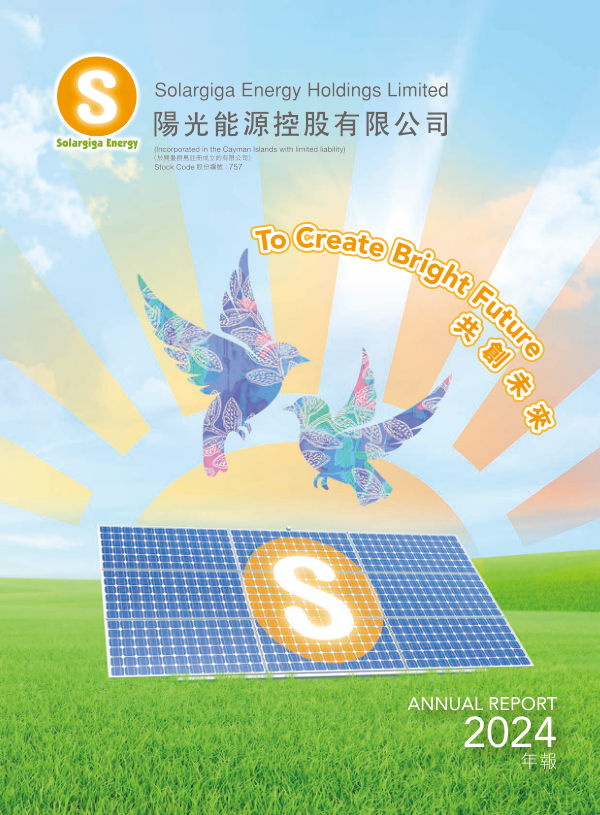 S
Solargiga Energy
Solargiga Energy Holdings Limited
陽光能源控股有限公司
(Incorporated in the Cayman Islands with limited liability)
(於開曼群島註冊成立的有限公司)
Stock Code 股份編號 : 757
To Create Bright Future
共創未來
S
ANNUAL REPORT
2024
年報